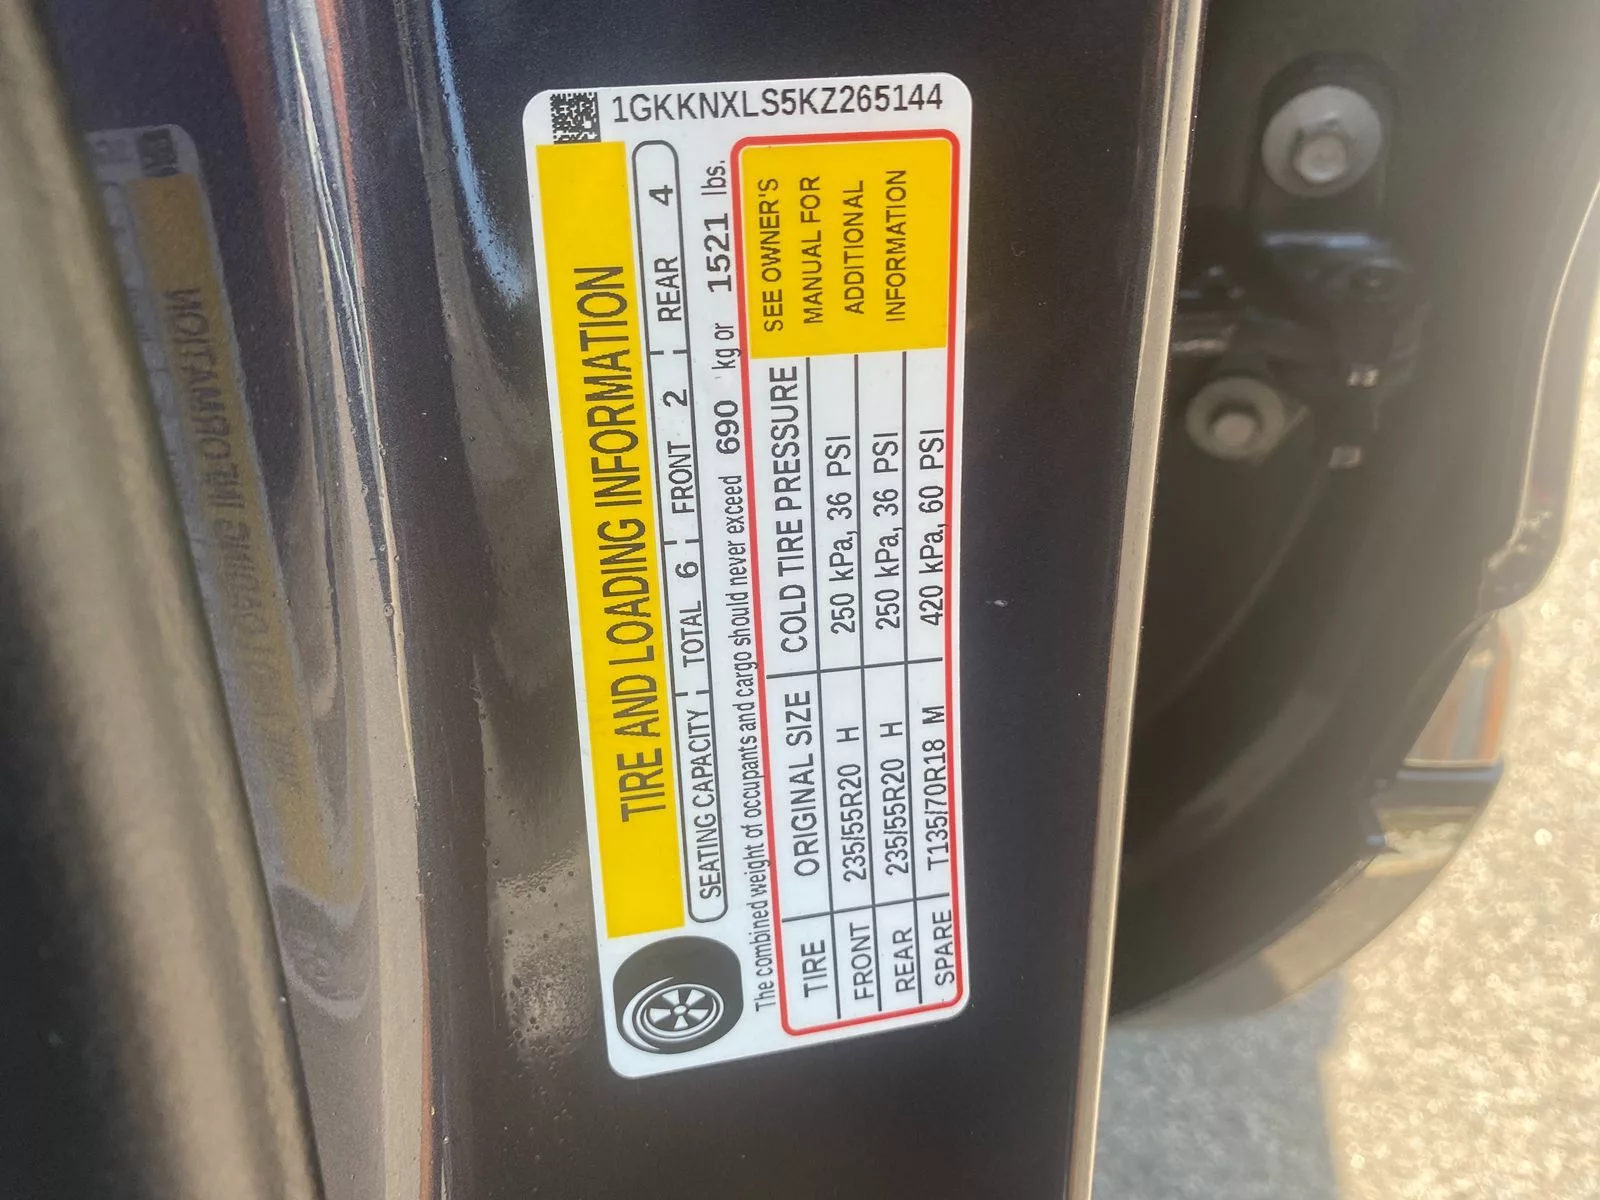 1GKKNXLS5KZ265144
TIRE AND LOADING INFORMATION
SEATING CAPACITY TOTAL 6 FRONT 2 REAR 4
The combined weight of occupants and cargo should never exceed 690 kg or 1521 lbs.
TIRE ORIGINAL SIZE COLD TIRE PRESSURE
FRONT 235/55R20 H 250 kPa, 36 PSI
REAR 235/55R20 H 250 kPa, 36 PSI
SPARE T135/70R18 M 420 kPa, 60 PSI
SEE OWNER'S
MANUAL FOR
ADDITIONAL
INFORMATION